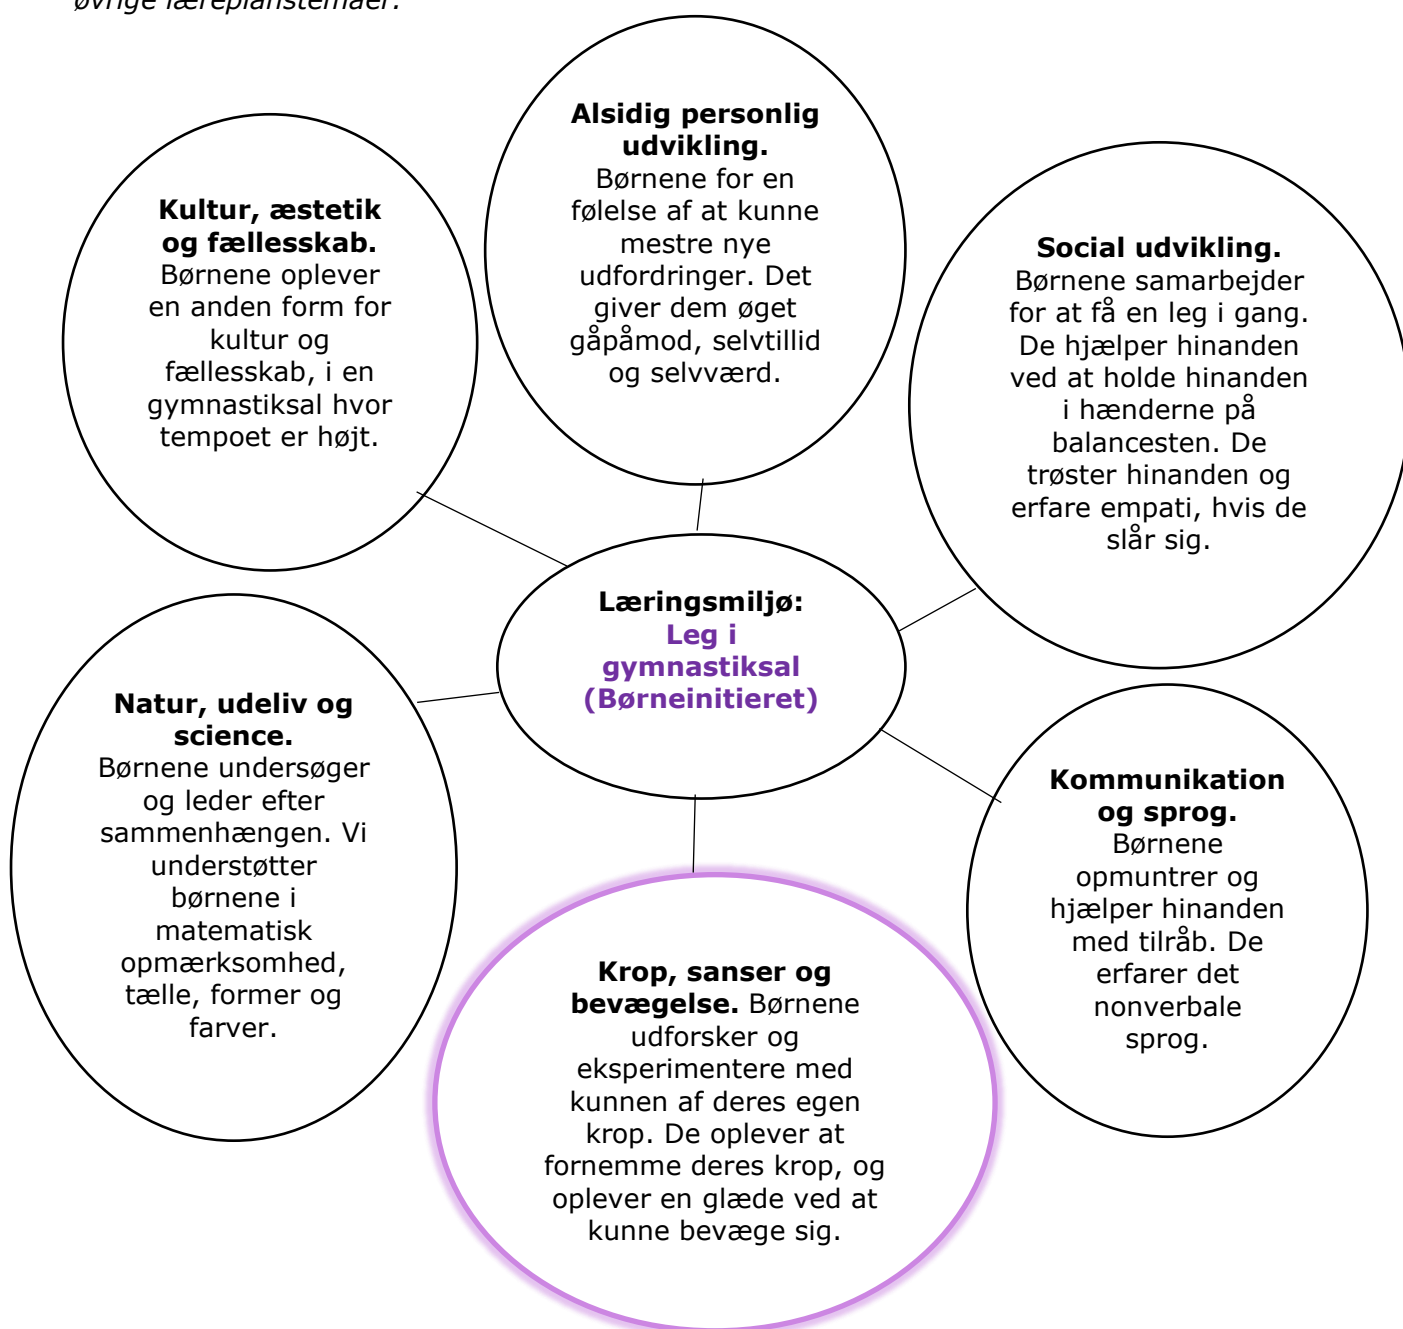 øvrige læreplanstemaer.
Alsidig personlig
udvikling.
Børnene for en
følelse af at kunne
mestre nye
udfordringer. Det
giver dem øget
gåpåmod, selvtillid
og selvværd.
Kultur, æstetik
og fællesskab.
Børnene oplever
en anden form for
kultur og
fællesskab, i en
gymnastiksal hvor
tempoet er højt.
Social udvikling.
Børnene samarbejder
for at få en leg i gang.
De hjælper hinanden
ved at holde hinanden
i hænderne på
balancesten. De
trøster hinanden og
erfare empati, hvis de
slår sig.
Læringsmiljø:
Leg i
gymnastiksal
(Børneinitieret)
Natur, udeliv og
science.
Børnene undersøger
og leder efter
sammenhængen. Vi
understøtter
børnene i
matematisk
opmærksomhed,
tælle, former og
farver.
Kommunikation
og sprog.
Børnene
opmuntrer og
hjælper hinanden
med tilråb. De
erfarer det
nonverbale
sprog.
Krop, sanser og
bevægelse. Børnene
udforsker og
eksperimentere med
kunnen af deres egen
krop. De oplever at
fornemme deres krop, og
oplever en glæde ved at
kunne bevæge sig.